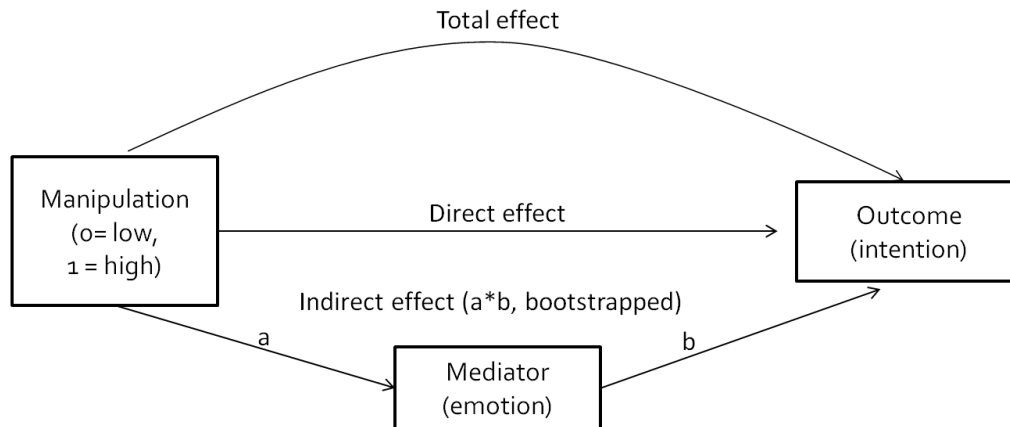 Total effect
Manipulation
(0= low,
1 = high)
Direct effect
Outcome
(intention)
Indirect effect (a*b, bootstrapped)
a
b
Mediator
(emotion)